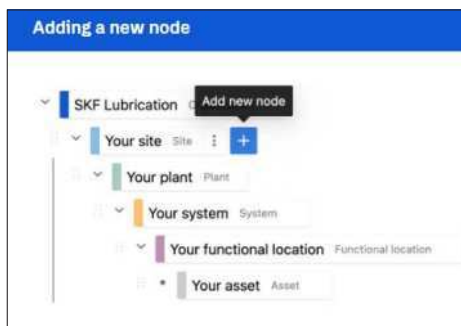 Adding a new node
SKF Lubrication
Add new node
Your site Site
Your plant Plant
Your system System
Your functional location Functional location
Your asset Asset